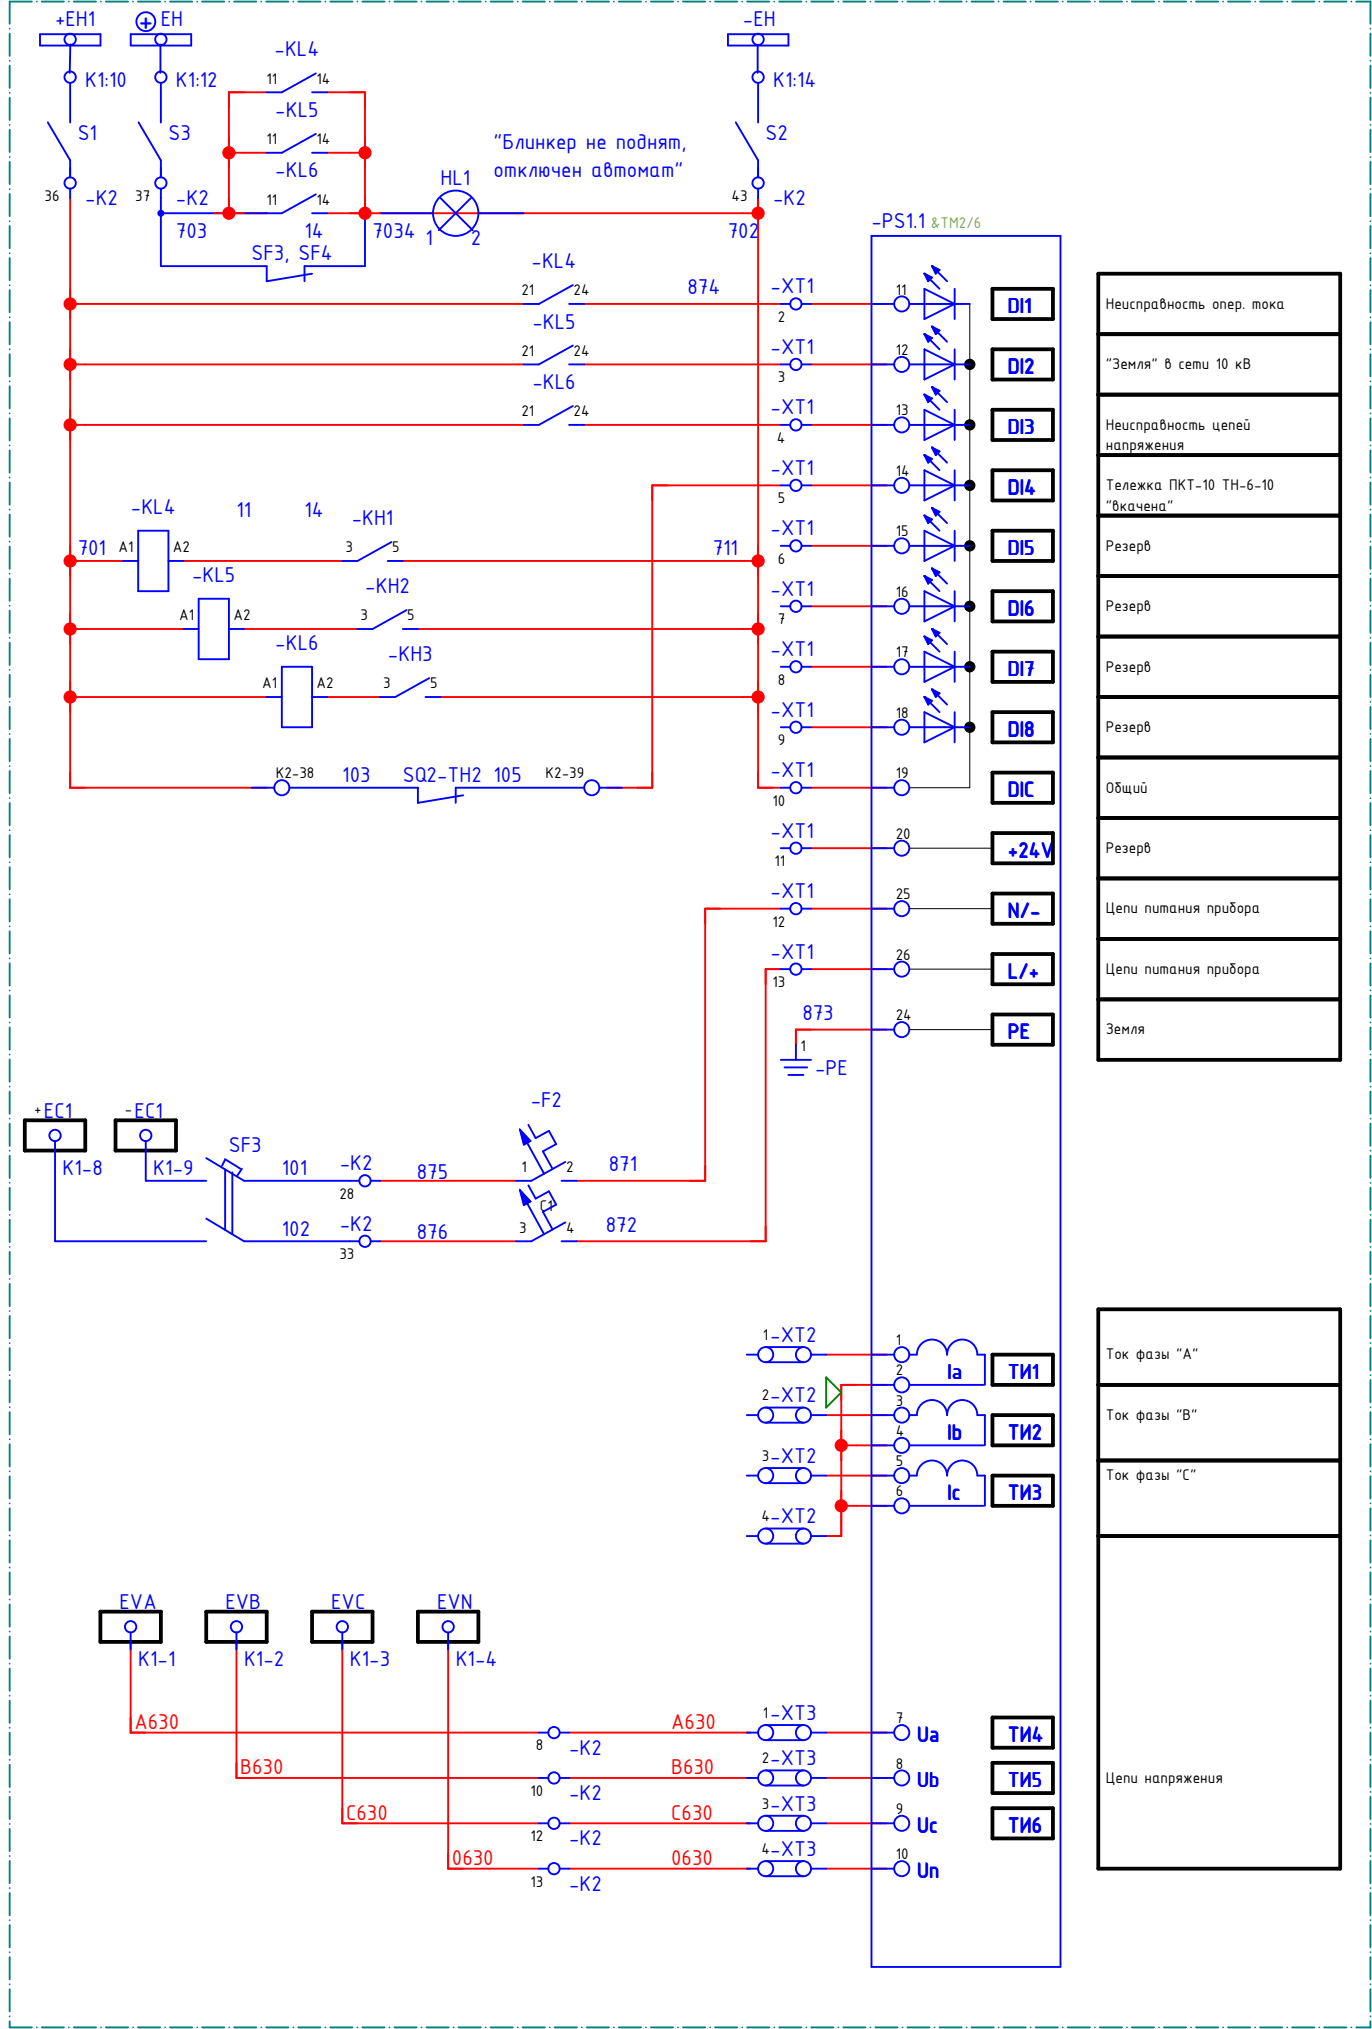 +EH1
+ EH
-EH
K1:10
K1:12
K1:14
S1
S3
S2
-KL4
11
14
-KL5
11
14
-KL6
11
14
"Блинкер не поднят,
отключен автомат"
HL1
36
-K2
37
-K2
43
-K2
703
14
7034
1
2
702
SF3, SF4
-PS1.1 &TM2/6
-KL4
21
24
874
-XT1
2
11
DI1
Неисправность опер. тока
-KL5
21
24
-XT1
3
12
DI2
"Земля" в сети 10 кВ
-KL6
21
24
-XT1
4
13
DI3
Неисправность цепей
напряжения
-XT1
5
14
DI4
Тележка ПКТ-10 ТН-6-10
"вкачена"
-KL4
11
14
-KH1
701
A1
A2
3
5
711
-XT1
6
15
DI5
Резерв
-KL5
A1
A2
-KH2
3
5
-XT1
7
16
DI6
Резерв
-KL6
A1
A2
-KH3
3
5
-XT1
8
17
DI7
Резерв
-XT1
9
18
DI8
Резерв
K2-38
103
SQ2-TH2
105
K2-39
-XT1
10
19
DIC
Общий
-XT1
11
20
+24V
Резерв
-XT1
12
25
N/-
Цепи питания прибора
-XT1
13
26
L/+
Цепи питания прибора
873
24
PE
Земля
1
-PE
+EC1
-EC1
K1-8
K1-9
SF3
101
-K2
28
875
-F2
1
2
871
102
-K2
33
876
C1
3
4
872
1-XT2
1
2
Ia
ТИ1
Ток фазы "А"
2-XT2
3
4
Ib
ТИ2
Ток фазы "В"
3-XT2
5
6
Ic
ТИ3
Ток фазы "С"
4-XT2
EVA
EVB
EVC
EVN
K1-1
K1-2
K1-3
K1-4
A630
8
-K2
A630
1-XT3
7
Ua
ТИ4
B630
10
-K2
B630
2-XT3
8
Ub
ТИ5
Цепи напряжения
C630
12
-K2
C630
3-XT3
9
Uc
ТИ6
0630
13
-K2
0630
4-XT3
10
Un